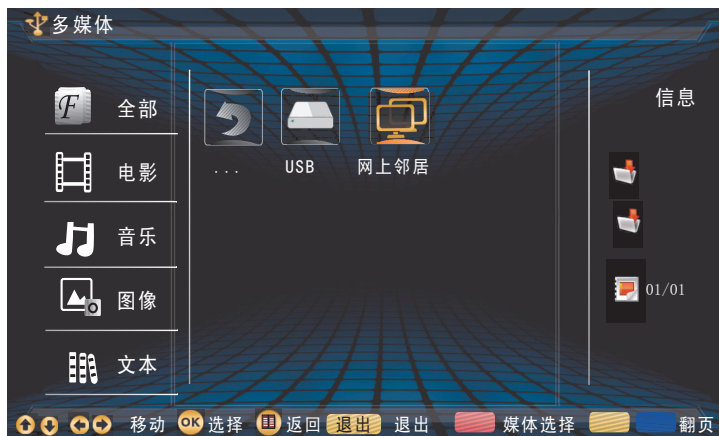 多媒体
F 全部
电影
音乐
图像
文本
...
USB
网上邻居
信息
01/01
移动 OK 选择 返回 退出 退出 媒体选择 翻页